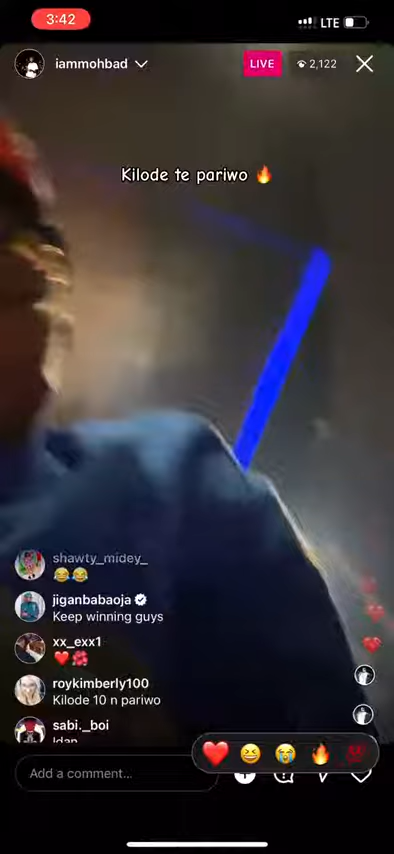 3:42
LTE
iammohbad
LIVE
2,122
Kilode te pariwo 🔥
shawty_midey_
😂😂
jiganbabaoja
Keep winning guys
xx_exx1
❤️🌺
roykimberly100
Kilode 10 n pariwo
sabi._boi
Idan
Add a comment...